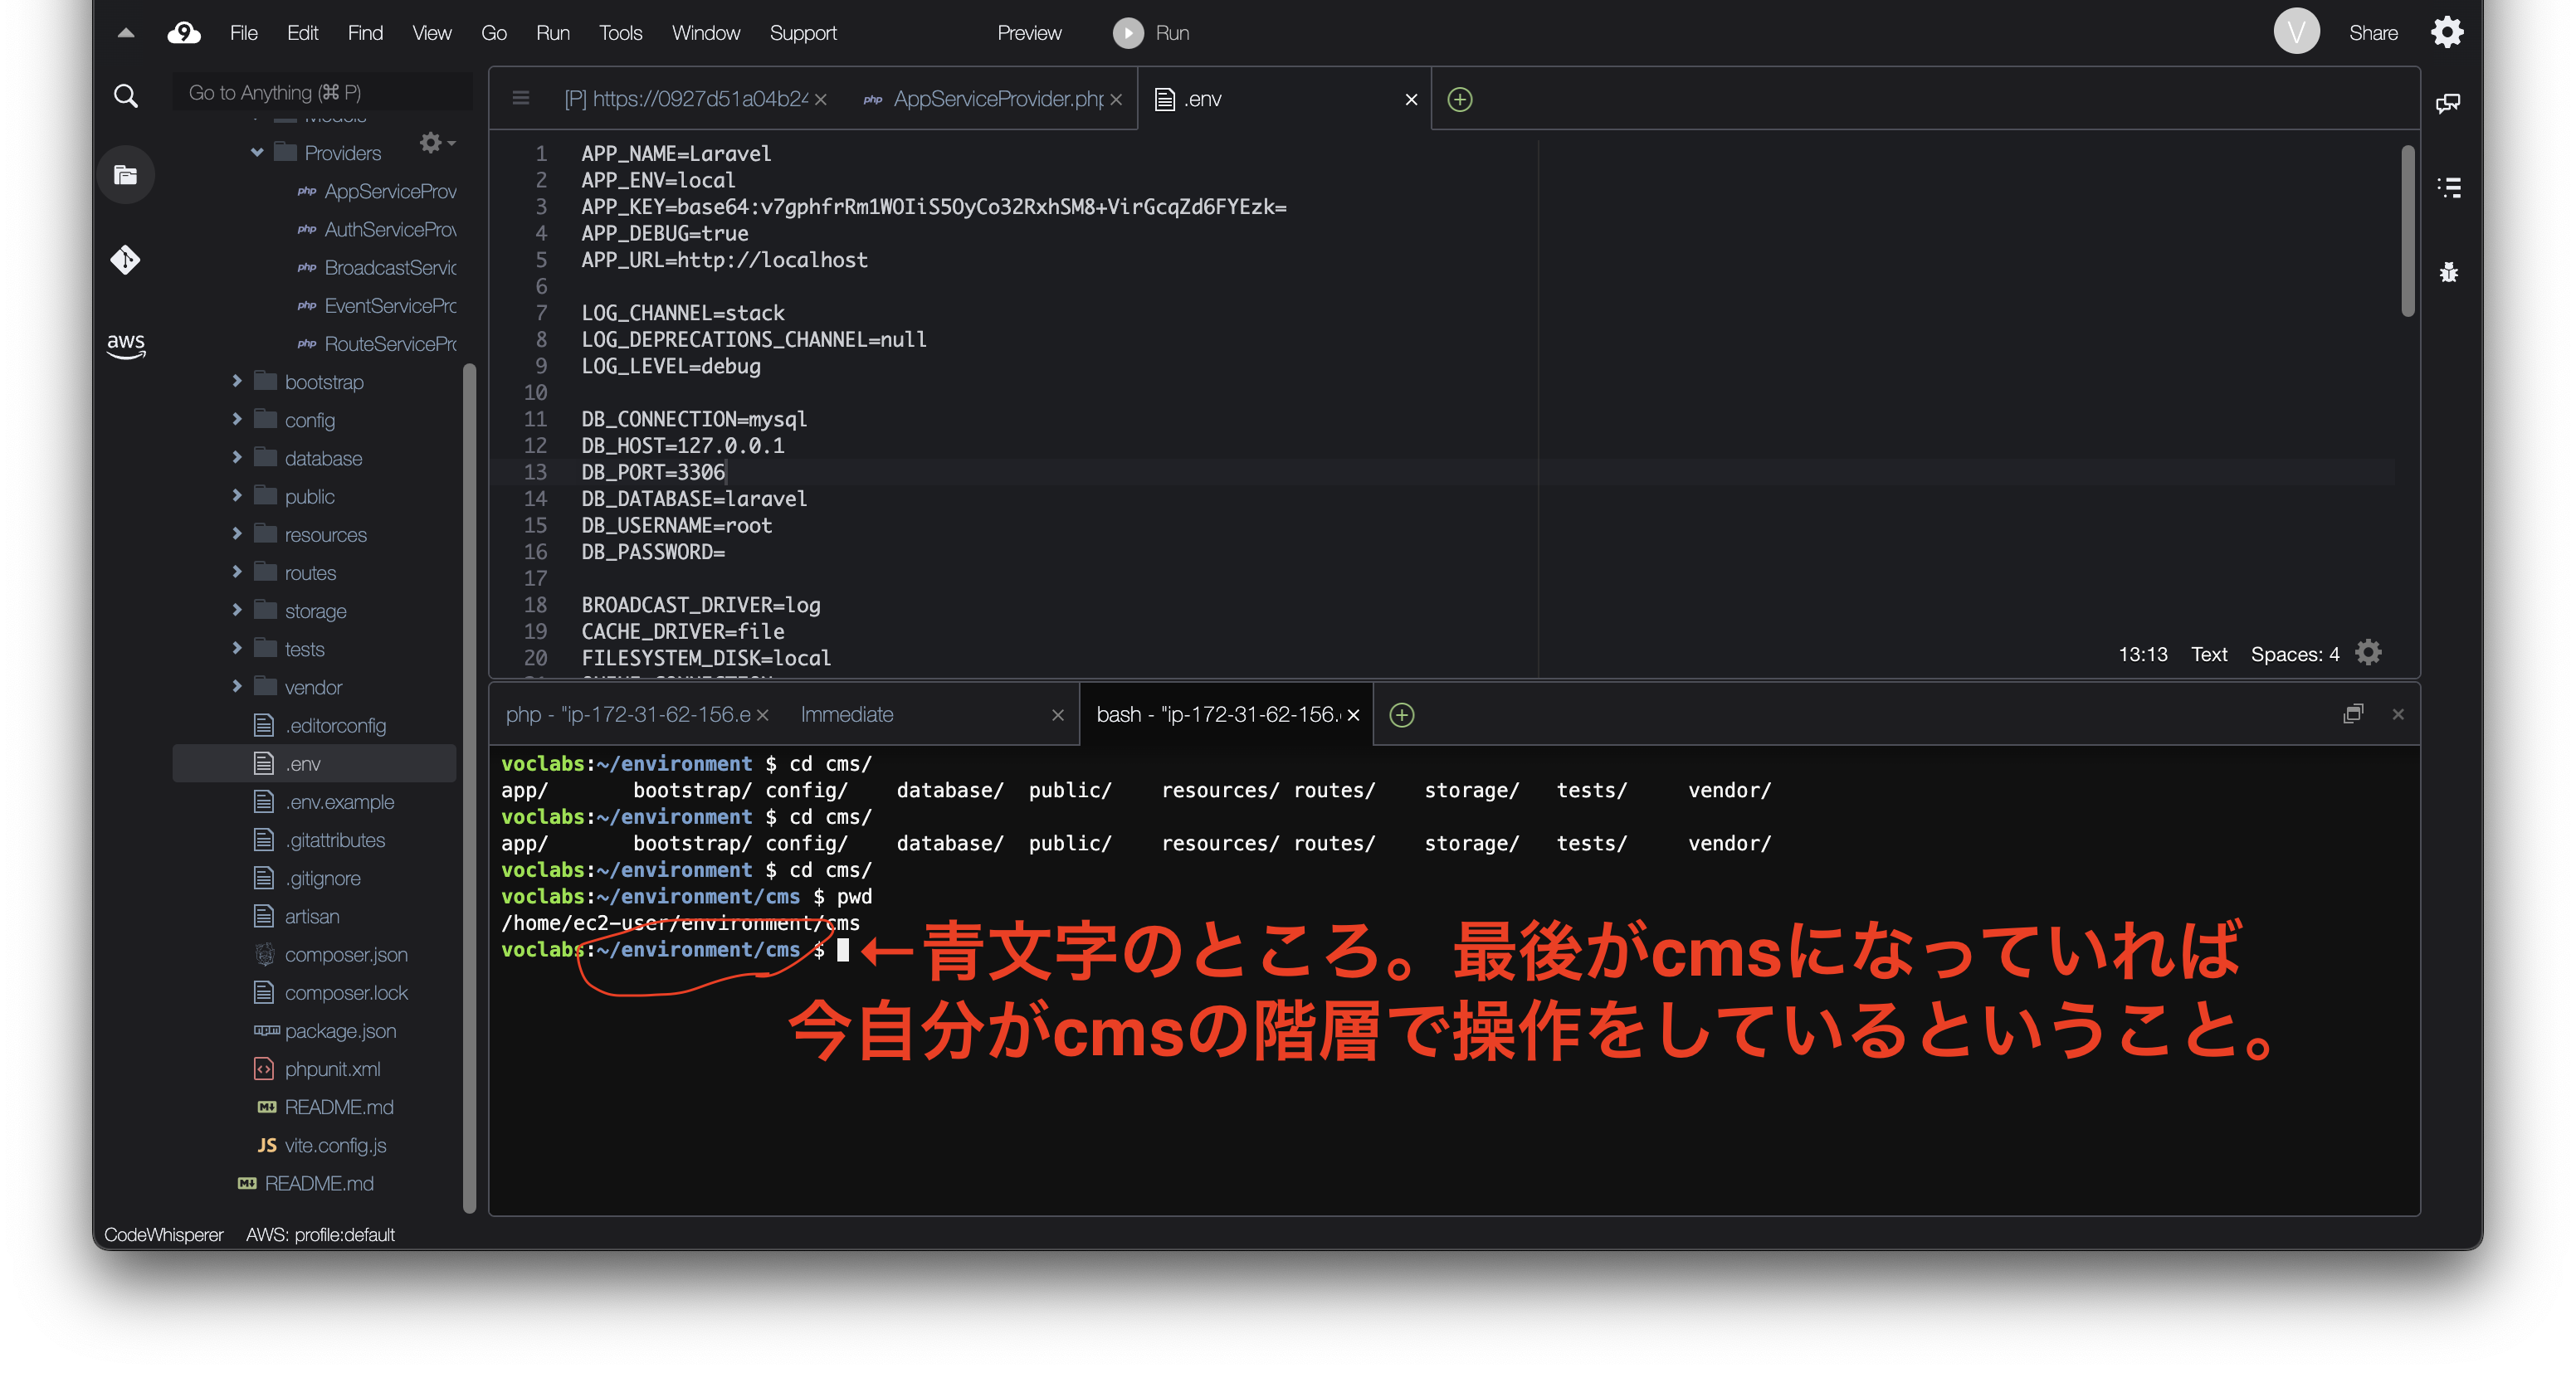 File Edit Find View Go Run Tools Window Support Preview Run V Share
Go to Anything (⌘ P)
Models
Providers
php AppServiceProv
php AuthServiceProv
php BroadcastServic
php EventServicePro
php RouteServicePro
aws
bootstrap
config
database
public
resources
routes
storage
tests
vendor
.editorconfig
.env
.env.example
.gitattributes
.gitignore
artisan
composer.json
composer.lock
package.json
phpunit.xml
README.md
JS vite.config.js
README.md
CodeWhisperer AWS: profile:default
[P] https://0927d51a04b24 php AppServiceProvider.php .env
1 APP_NAME=Laravel
2 APP_ENV=local
3 APP_KEY=base64:v7gphfrRm1WOIiS5OyCo32RxhSM8+VirGcqZd6FYEzk=
4 APP_DEBUG=true
5 APP_URL=http://localhost
6
7 LOG_CHANNEL=stack
8 LOG_DEPRECATIONS_CHANNEL=null
9 LOG_LEVEL=debug
10
11 DB_CONNECTION=mysql
12 DB_HOST=127.0.0.1
13 DB_PORT=3306
14 DB_DATABASE=laravel
15 DB_USERNAME=root
16 DB_PASSWORD=
17
18 BROADCAST_DRIVER=log
19 CACHE_DRIVER=file
20 FILESYSTEM_DISK=local
13:13 Text Spaces: 4
php - "ip-172-31-62-156.e Immediate bash - "ip-172-31-62-156.
voclabs:~/environment $ cd cms/
app/ bootstrap/ config/ database/ public/ resources/ routes/ storage/ tests/ vendor/
voclabs:~/environment $ cd cms/
app/ bootstrap/ config/ database/ public/ resources/ routes/ storage/ tests/ vendor/
voclabs:~/environment $ cd cms/
voclabs:~/environment/cms $ pwd
/home/ec2-user/environment/cms
voclabs:~/environment/cms $
←青文字のところ。最後がcmsになっていれば
今自分がcmsの階層で操作をしているということ。